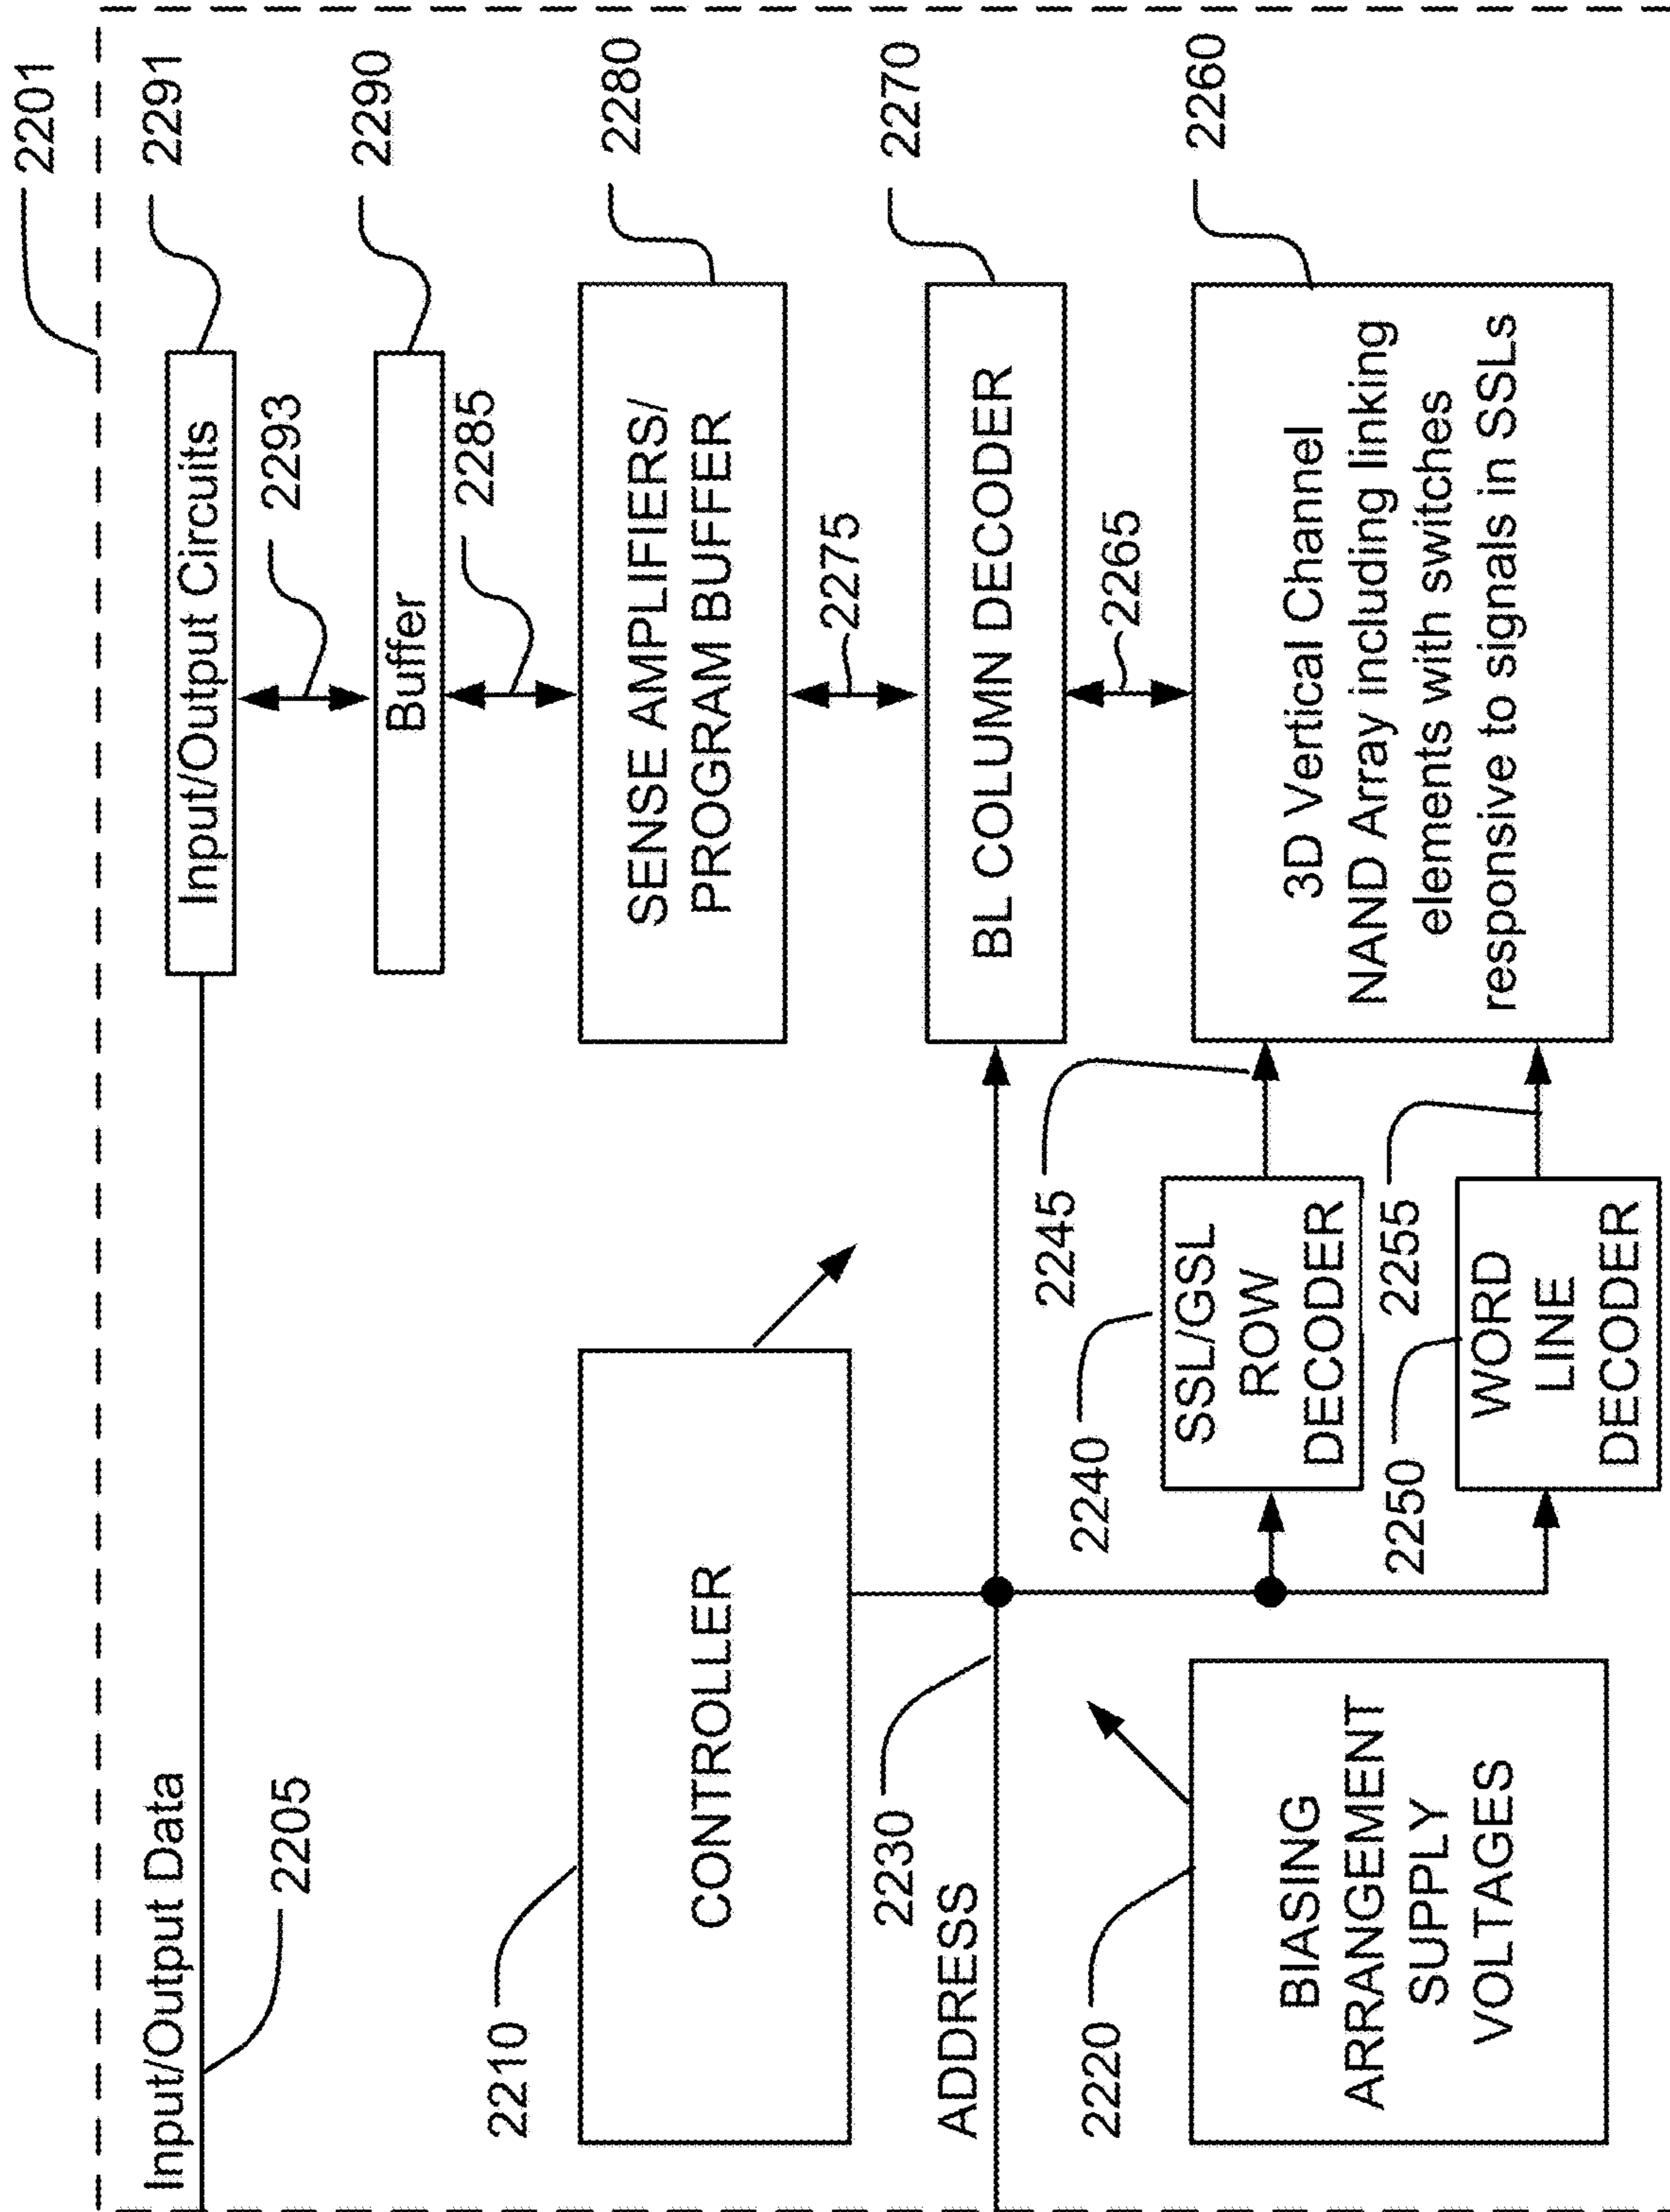 2201
Input/Output Data
2205
Input/Output Circuits
2291
2293
Buffer
2290
2285
2210
CONTROLLER
SENSE AMPLIFIERS/
PROGRAM BUFFER
2280
2275
2230
ADDRESS
BL COLUMN DECODER
2270
2265
2245
2240
SSL/GSL
ROW
DECODER
2220
BIASING
ARRANGEMENT
SUPPLY
VOLTAGES
2255
2250
WORD
LINE
DECODER
3D Vertical Channel
NAND Array including linking
elements with switches
responsive to signals in SSLs
2260